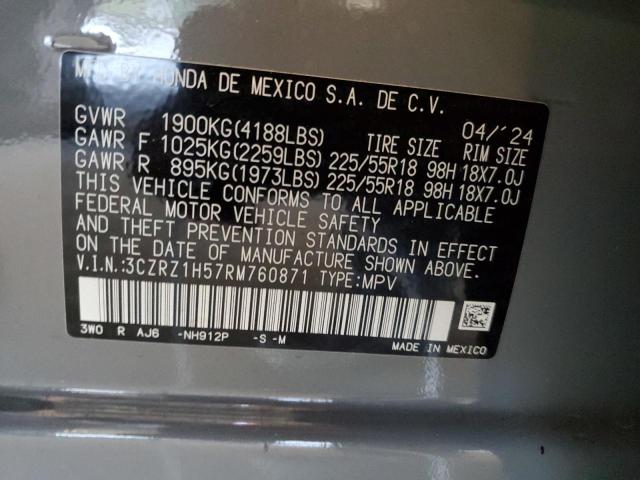 MFD BY HONDA DE MEXICO S.A. DE C.V.
04/'24
GVWR 1900KG(4188LBS) TIRE SIZE RIM SIZE
GAWR F 1025KG(2259LBS) 225/55R18 98H 18X7.0J
GAWR R 895KG(1973LBS) 225/55R18 98H 18X7.0J
THIS VEHICLE CONFORMS TO ALL APPLICABLE
FEDERAL MOTOR VEHICLE SAFETY
AND THEFT PREVENTION STANDARDS IN EFFECT
ON THE DATE OF MANUFACTURE SHOWN ABOVE.
V.I.N.:3CZRZ1H57RM760871 TYPE:MPV
3WO R AJ6 -NH912P -S -M
MADE IN MEXICO